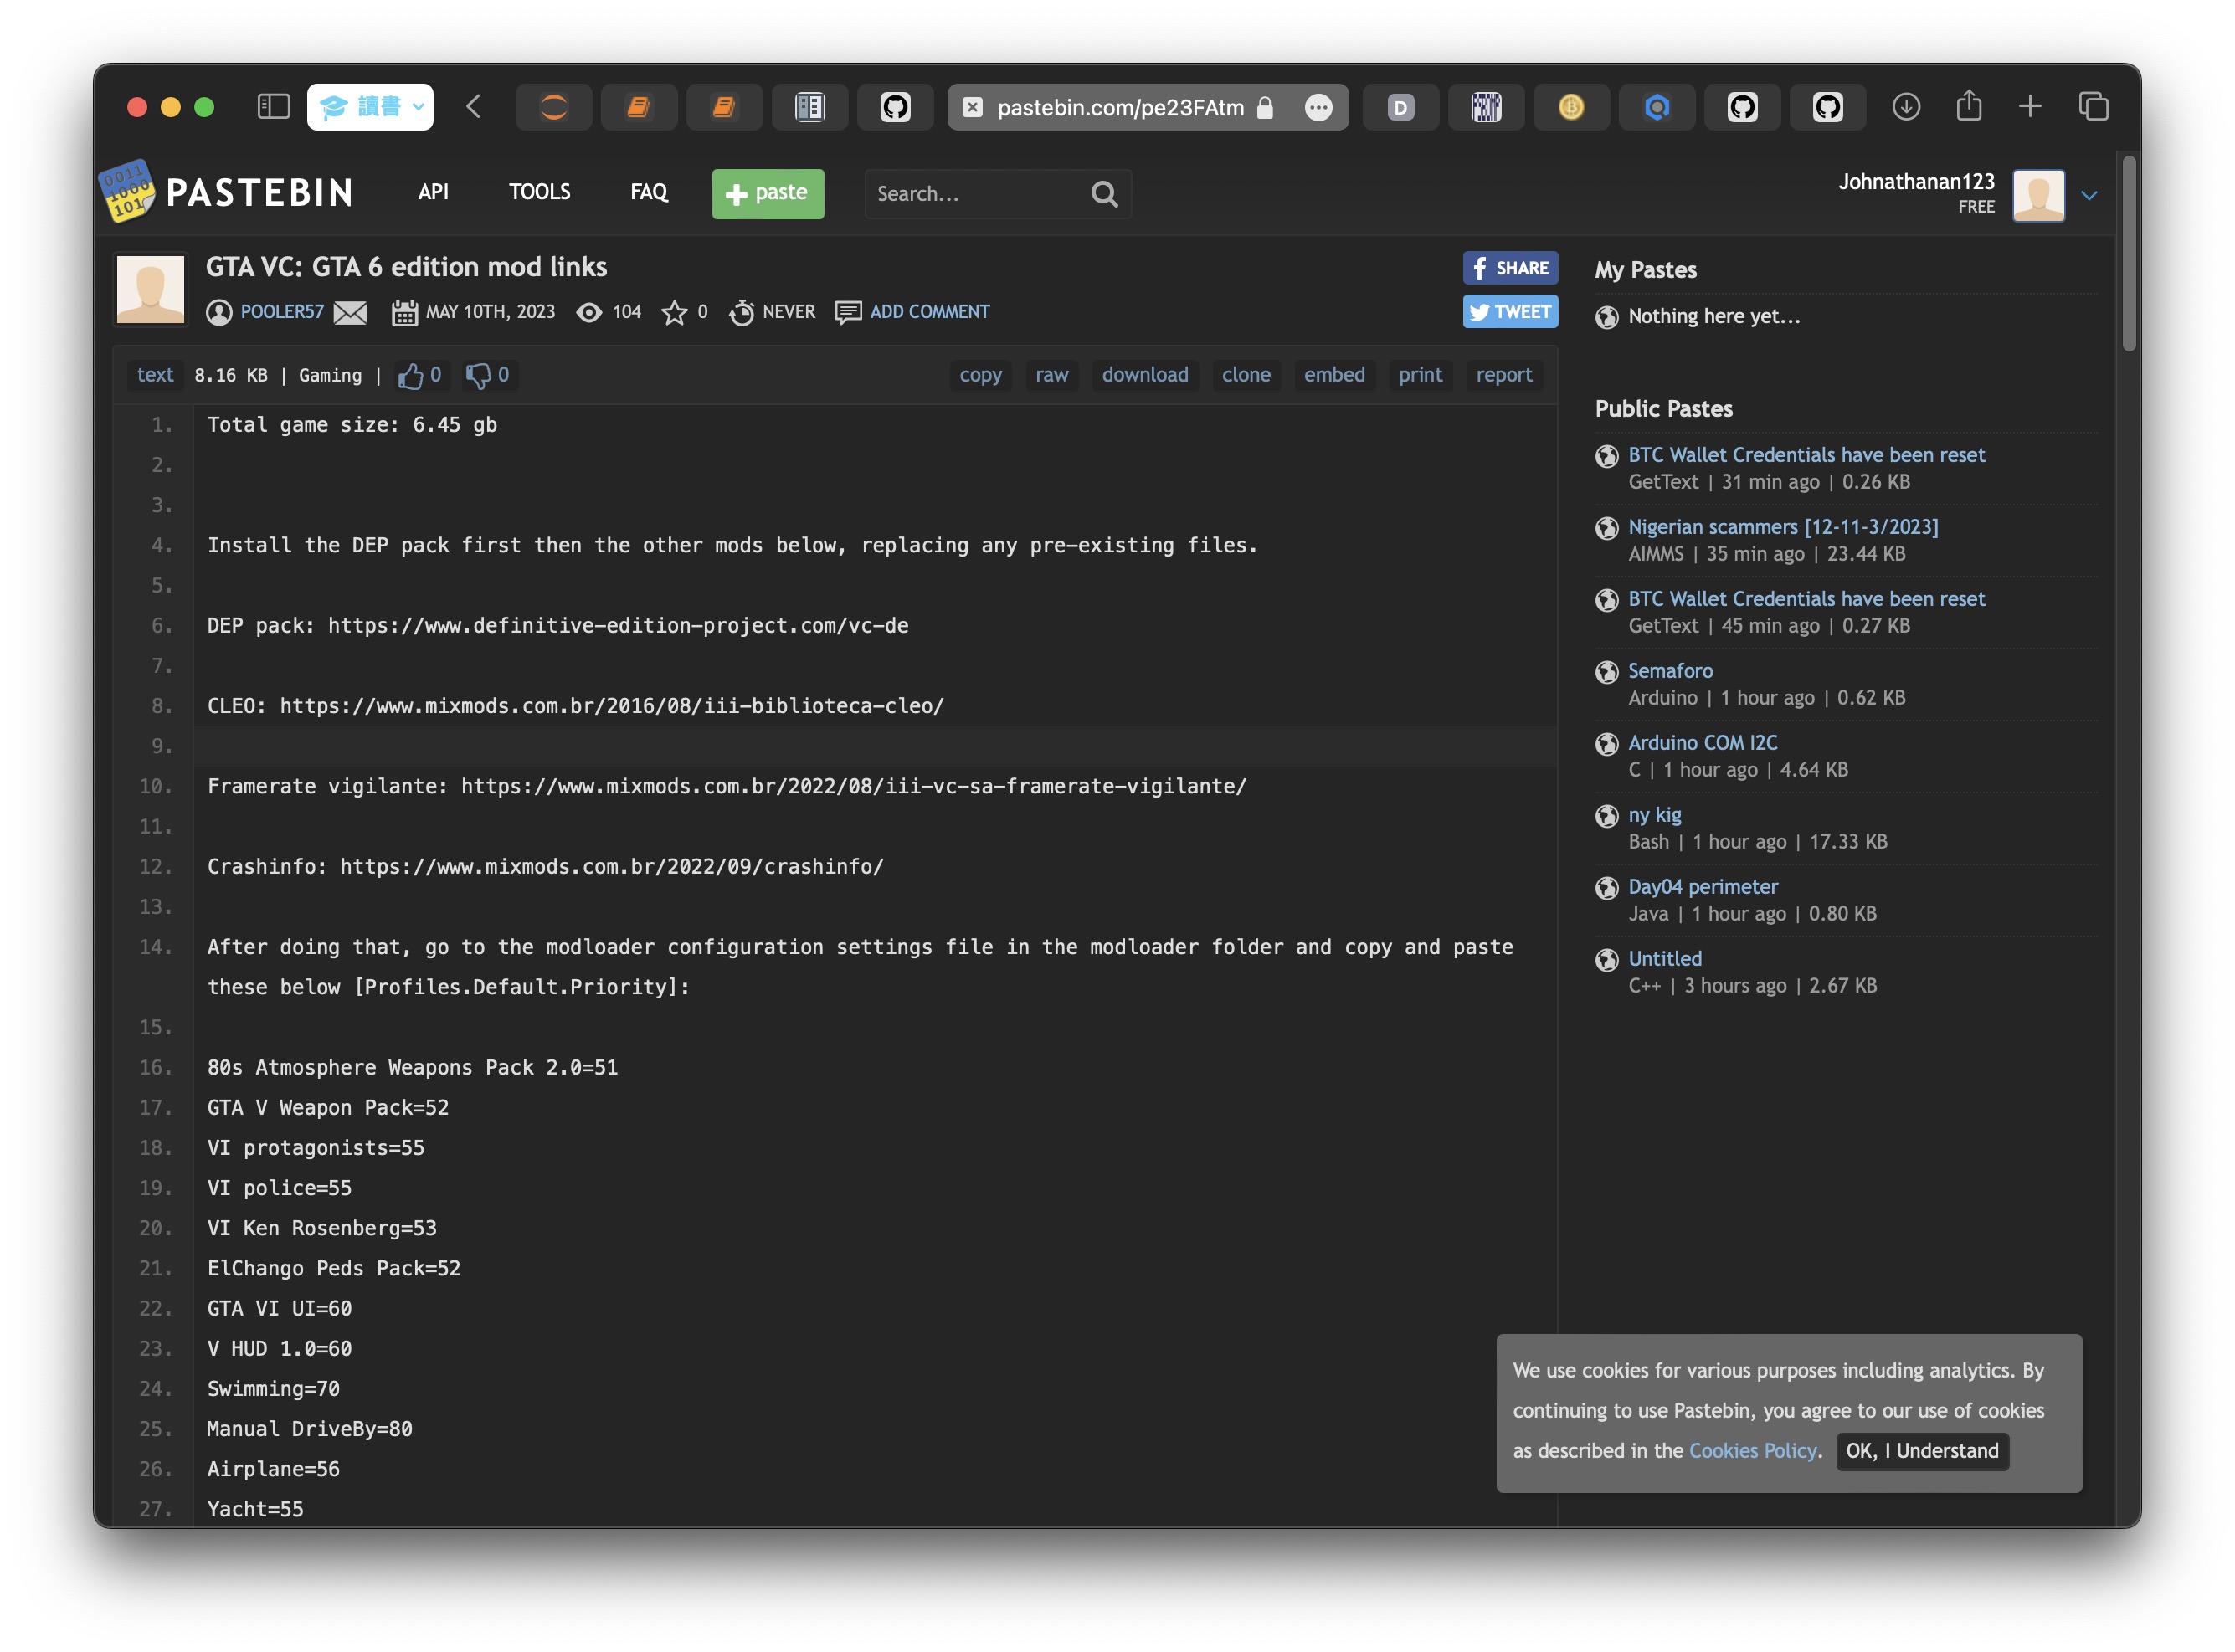 讀書
pastebin.com/pe23FAtm
D
0011
1000
101
PASTEBIN
API
TOOLS
FAQ
paste
Search...
Johnathanan123
FREE
GTA VC: GTA 6 edition mod links
POOLER57
MAY 10TH, 2023
104
0
NEVER
ADD COMMENT
SHARE
TWEET
text 8.16 KB | Gaming | 0 0
copy raw download clone embed print report
1. Total game size: 6.45 gb
2.
3.
4. Install the DEP pack first then the other mods below, replacing any pre-existing files.
5.
6. DEP pack: https://www.definitive-edition-project.com/vc-de
7.
8. CLEO: https://www.mixmods.com.br/2016/08/iii-biblioteca-cleo/
9.
10. Framerate vigilante: https://www.mixmods.com.br/2022/08/iii-vc-sa-framerate-vigilante/
11.
12. Crashinfo: https://www.mixmods.com.br/2022/09/crashinfo/
13.
14. After doing that, go to the modloader configuration settings file in the modloader folder and copy and paste
these below [Profiles.Default.Priority]:
15.
16. 80s Atmosphere Weapons Pack 2.0=51
17. GTA V Weapon Pack=52
18. VI protagonists=55
19. VI police=55
20. VI Ken Rosenberg=53
21. ElChango Peds Pack=52
22. GTA VI UI=60
23. V HUD 1.0=60
24. Swimming=70
25. Manual DriveBy=80
26. Airplane=56
27. Yacht=55
My Pastes
Nothing here yet...
Public Pastes
BTC Wallet Credentials have been reset
GetText | 31 min ago | 0.26 KB
Nigerian scammers [12-11-3/2023]
AIMMS | 35 min ago | 23.44 KB
BTC Wallet Credentials have been reset
GetText | 45 min ago | 0.27 KB
Semaforo
Arduino | 1 hour ago | 0.62 KB
Arduino COM I2C
C | 1 hour ago | 4.64 KB
ny kig
Bash | 1 hour ago | 17.33 KB
Day04 perimeter
Java | 1 hour ago | 0.80 KB
Untitled
C++ | 3 hours ago | 2.67 KB
We use cookies for various purposes including analytics. By
continuing to use Pastebin, you agree to our use of cookies
as described in the Cookies Policy. OK, I Understand